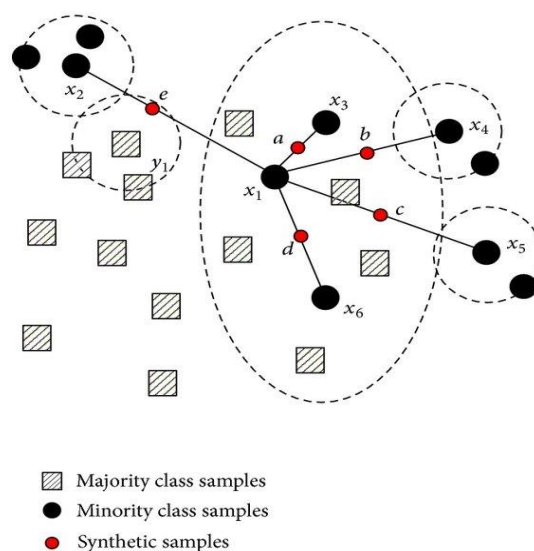 x2
e
x3
a
b
x4
y1
x1
c
d
x5
x6
Majority class samples
Minority class samples
Synthetic samples